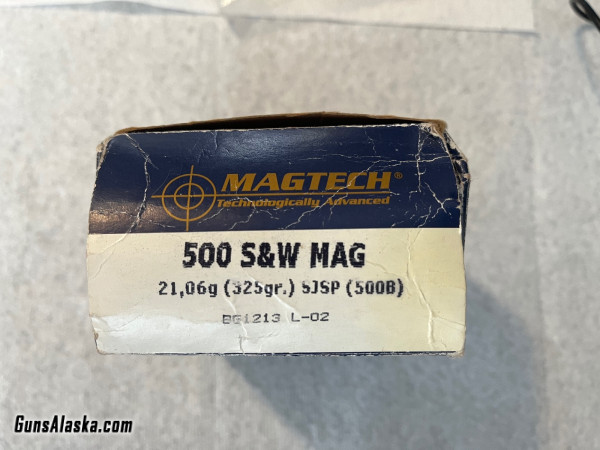 MAGTECH®
Technologically Advanced
500 S&W MAG
21,06g (325gr.) SJSP (500B)
BG1213 L-02
GunsAlaska.com